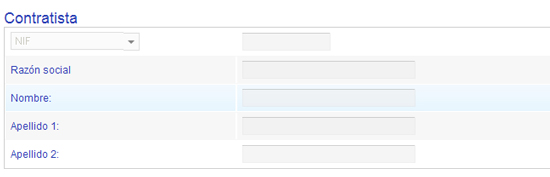 Contratista
NIF
Razón social
Nombre:
Apellido 1:
Apellido 2: